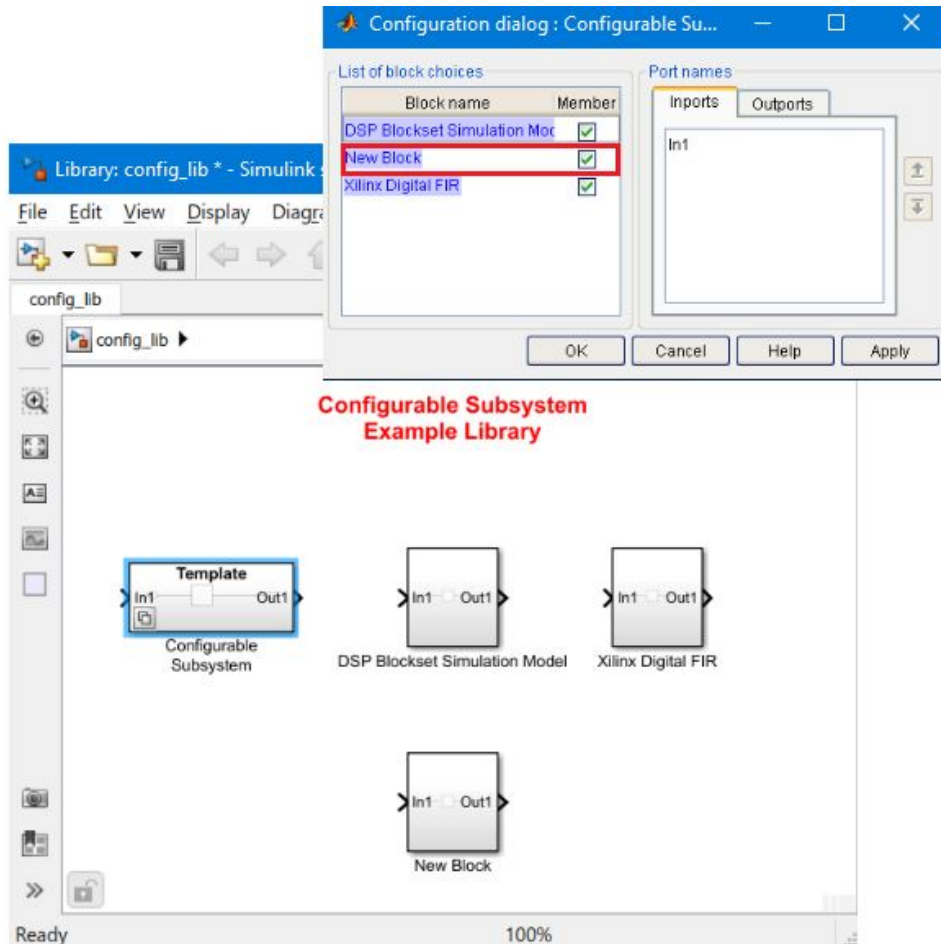 Configuration dialog : Configurable Su...
List of block choices
Block name Member
DSP Blockset Simulation Moc
New Block
Xilinx Digital FIR
Port names
Inports Outports
In1
OK Cancel Help Apply
Library: config_lib * - Simulink
File Edit View Display Diagr
config_lib
config_lib
Configurable Subsystem
Example Library
Template
In1 Out1
Configurable
Subsystem
In1 Out1
DSP Blockset Simulation Model
In1 Out1
Xilinx Digital FIR
In1 Out1
New Block
Ready 100%